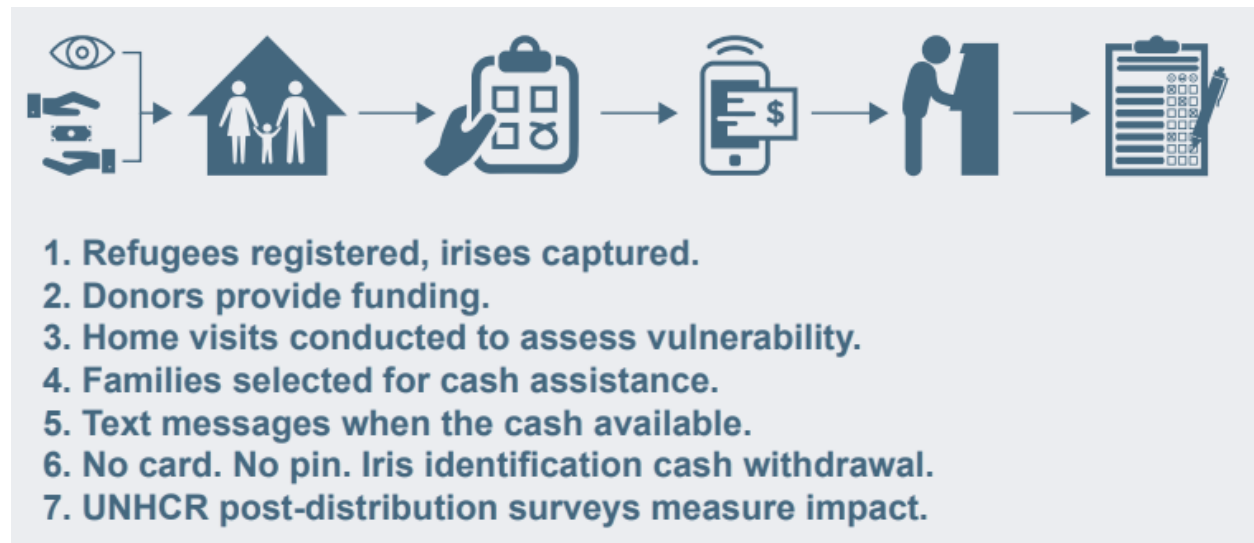 $
1. Refugees registered, irises captured.
2. Donors provide funding.
3. Home visits conducted to assess vulnerability.
4. Families selected for cash assistance.
5. Text messages when the cash available.
6. No card. No pin. Iris identification cash withdrawal.
7. UNHCR post-distribution surveys measure impact.